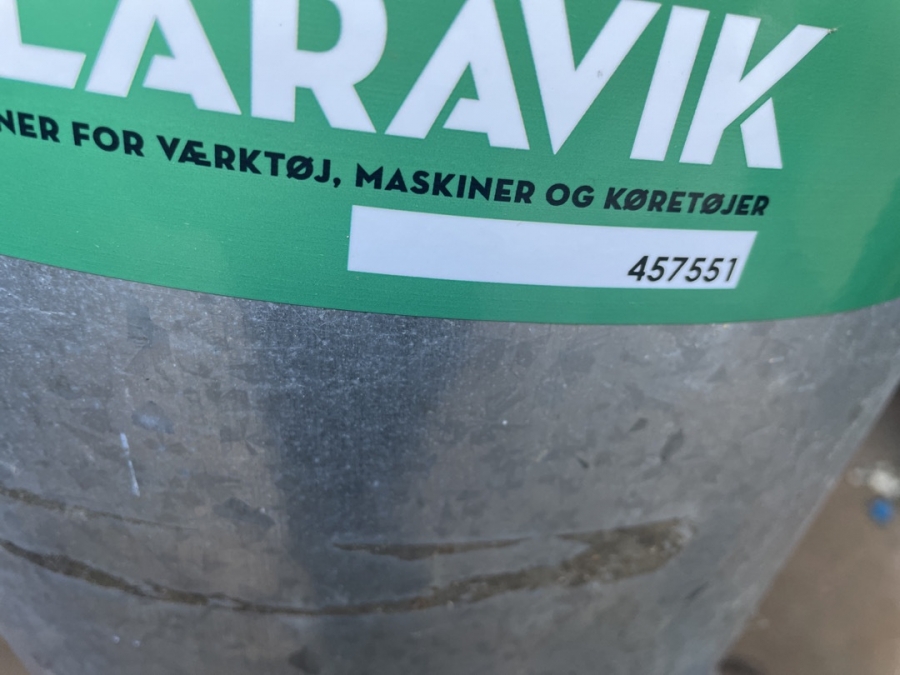 LARAVIK
NER FOR VÆRKTØJ, MASKINER OG KØRETØJER
457551